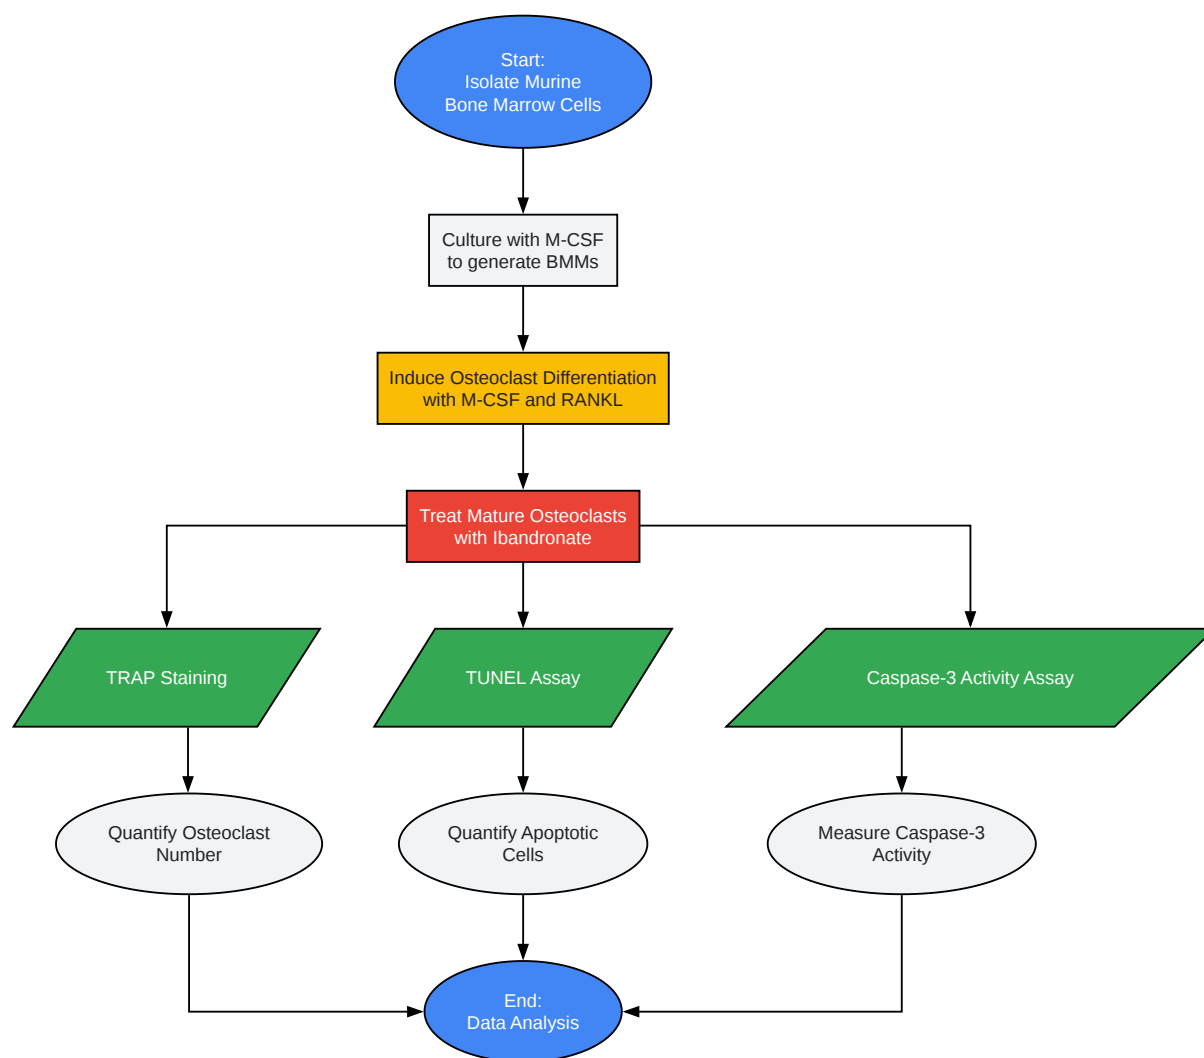 Start:
Isolate Murine
Bone Marrow Cells
Culture with M-CSF
to generate BMMs
Induce Osteoclast Differentiation
with M-CSF and RANKL
Treat Mature Osteoclasts
with Ibandronate
TRAP Staining
TUNEL Assay
Caspase-3 Activity Assay
Quantify Osteoclast
Number
Quantify Apoptotic
Cells
Measure Caspase-3
Activity
End:
Data Analysis